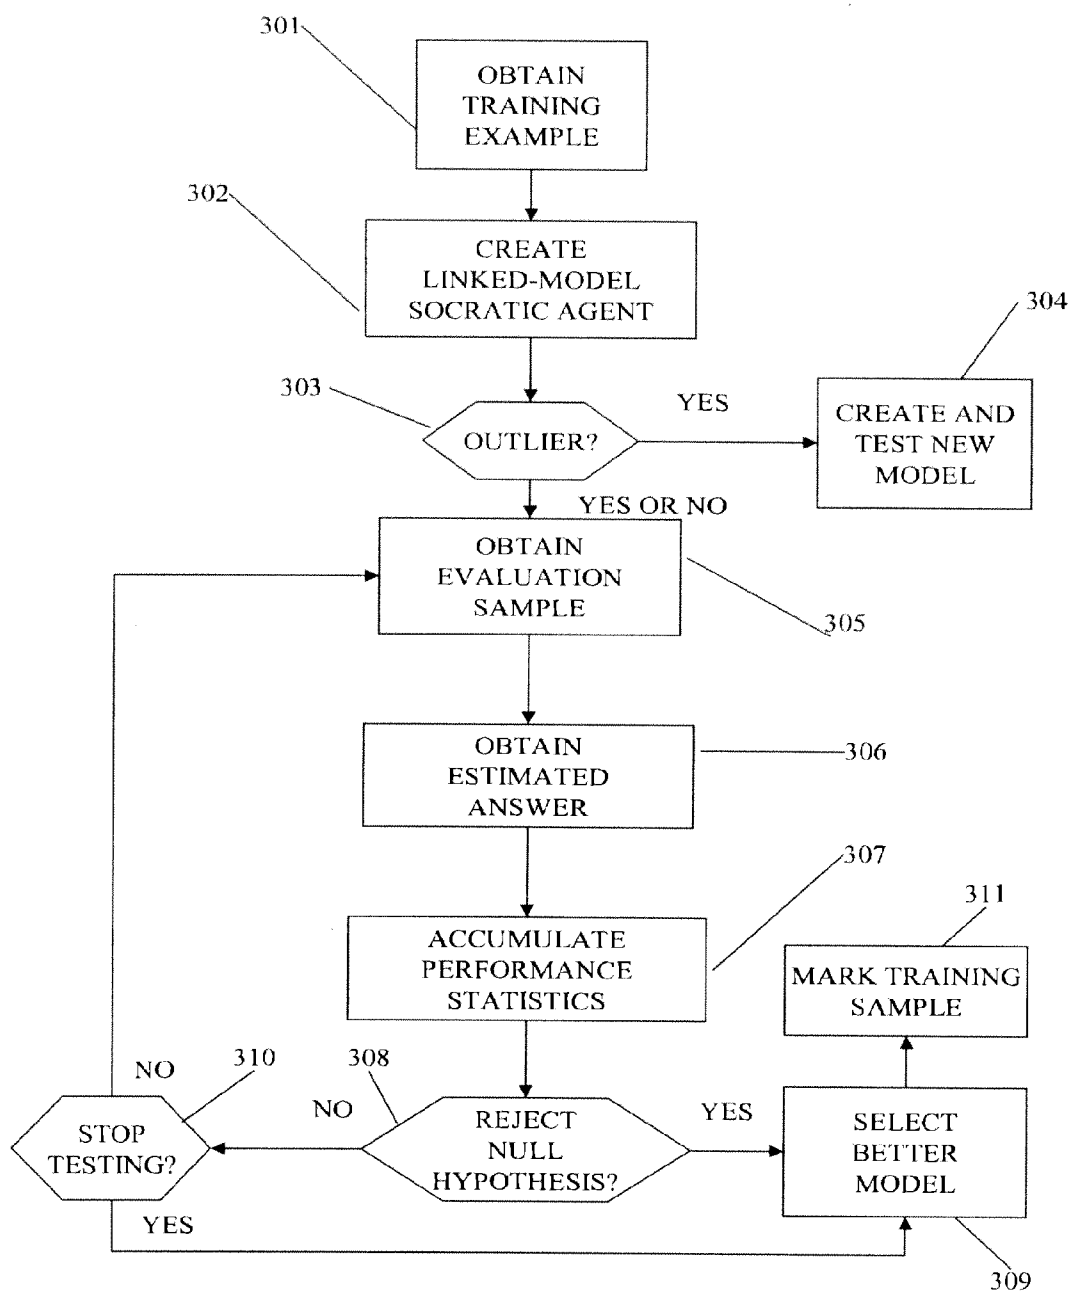 301
OBTAIN
TRAINING
EXAMPLE
302
CREATE
LINKED-MODEL
SOCRATIC AGENT
304
303
OUTLIER?
YES
CREATE AND
TEST NEW
MODEL
YES OR NO
OBTAIN
EVALUATION
SAMPLE
305
OBTAIN
ESTIMATED
ANSWER
306
307
ACCUMULATE
PERFORMANCE
STATISTICS
311
MARK TRAINING
SAMPLE
NO
310
308
STOP
TESTING?
NO
REJECT
NULL
HYPOTHESIS?
YES
SELECT
BETTER
MODEL
YES
309